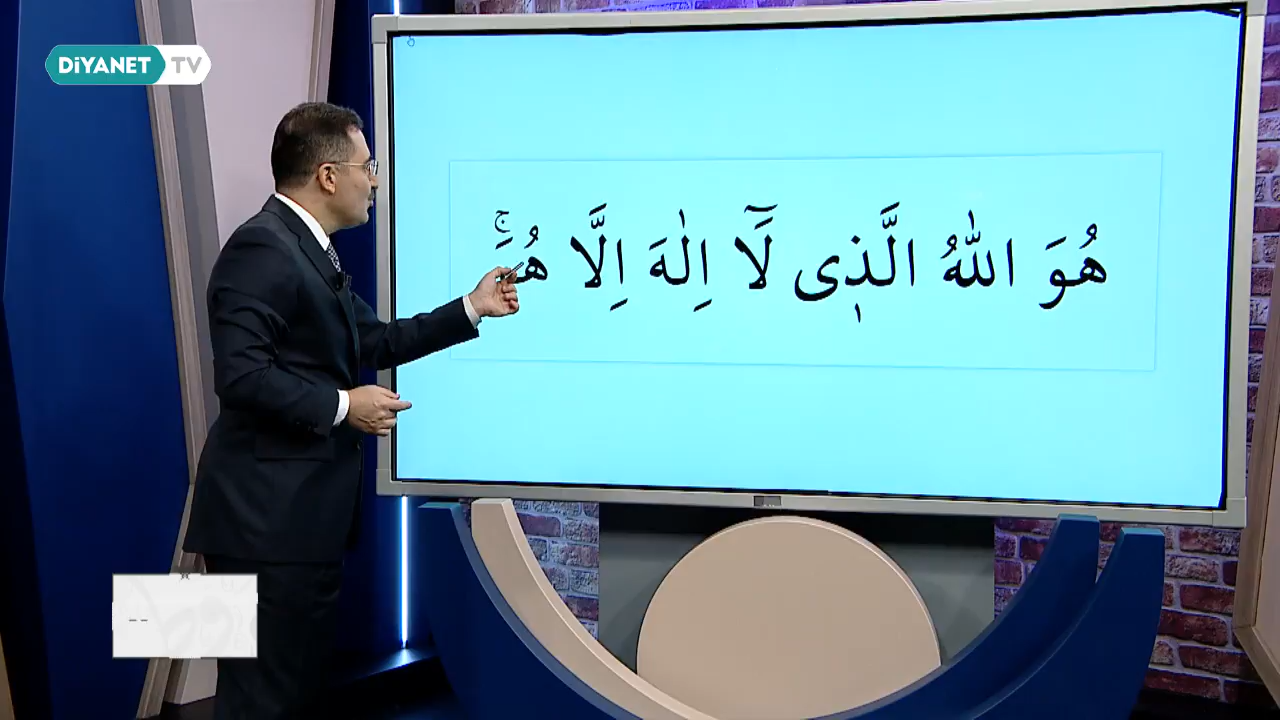 DİYANET TV
هُوَ اللّٰهُ الَّذٖى لَٓا اِلٰهَ اِلَّا هُوَۚ
--